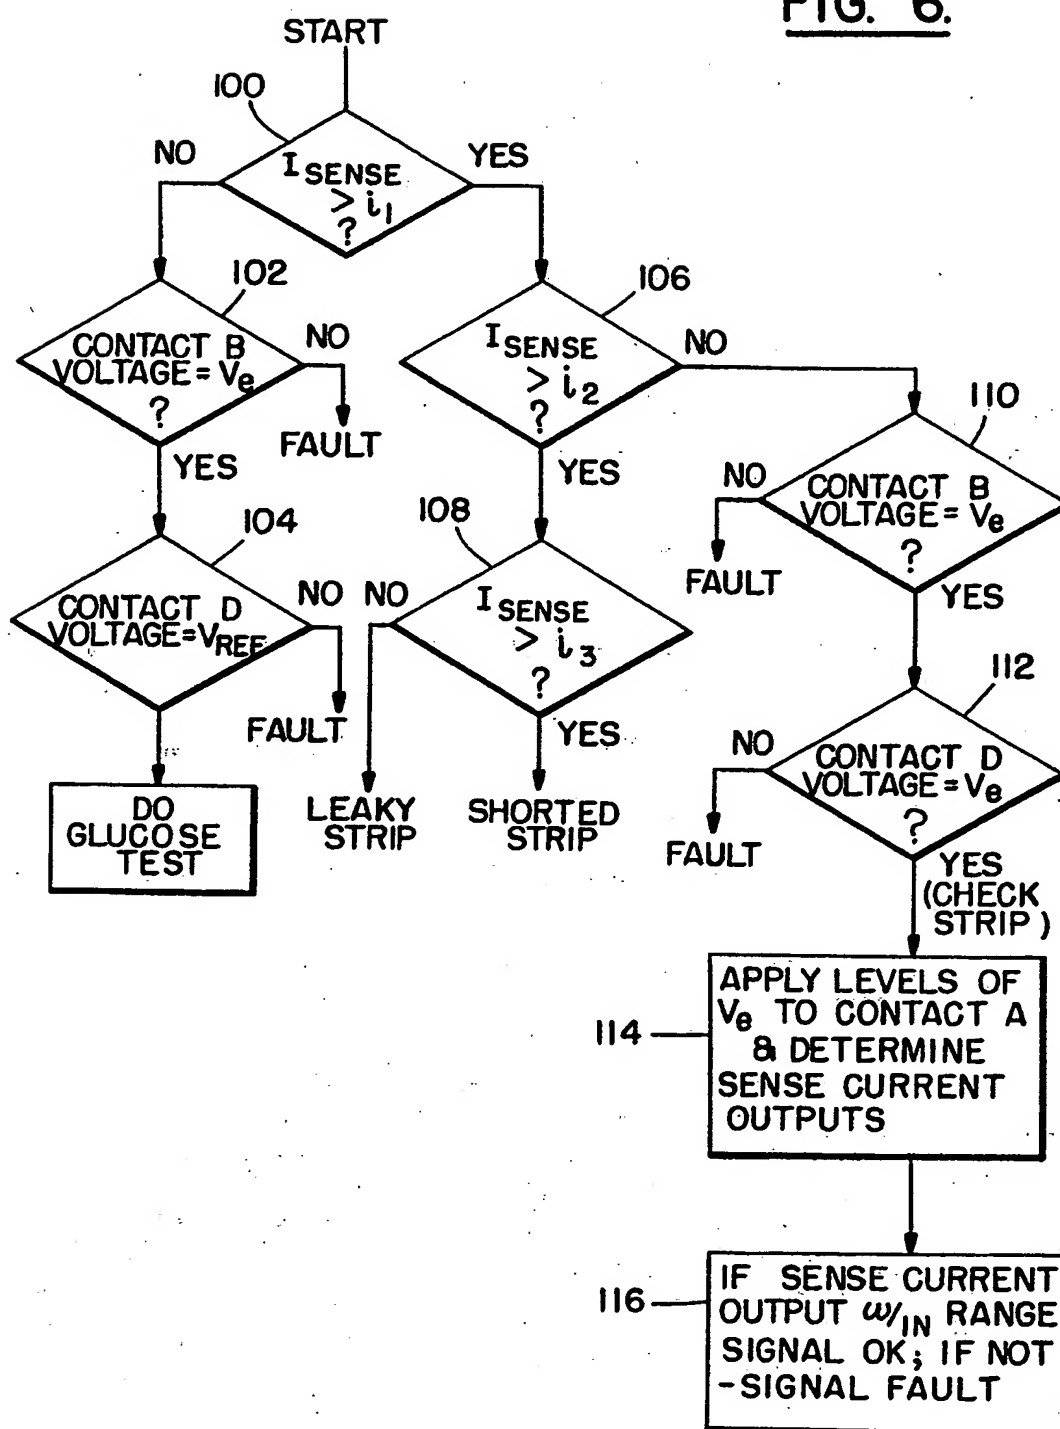 FIG. 6.
START
100
NO
YES
I SENSE
> i1
?
102
CONTACT B
VOLTAGE=Ve
?
NO
FAULT
YES
106
I SENSE
> i2
?
NO
YES
110
CONTACT B
VOLTAGE=Ve
?
NO
FAULT
YES
104
CONTACT D
VOLTAGE=VREF
NO
FAULT
108
NO
I SENSE
> i3
?
YES
112
CONTACT D
VOLTAGE=Ve
?
NO
FAULT
YES
(CHECK
STRIP)
DO
GLUCOSE
TEST
LEAKY
STRIP
SHORTED
STRIP
114
APPLY LEVELS OF
Ve TO CONTACT A
& DETERMINE
SENSE CURRENT
OUTPUTS
116
IF SENSE CURRENT
OUTPUT w/IN RANGE
SIGNAL OK; IF NOT
-SIGNAL FAULT